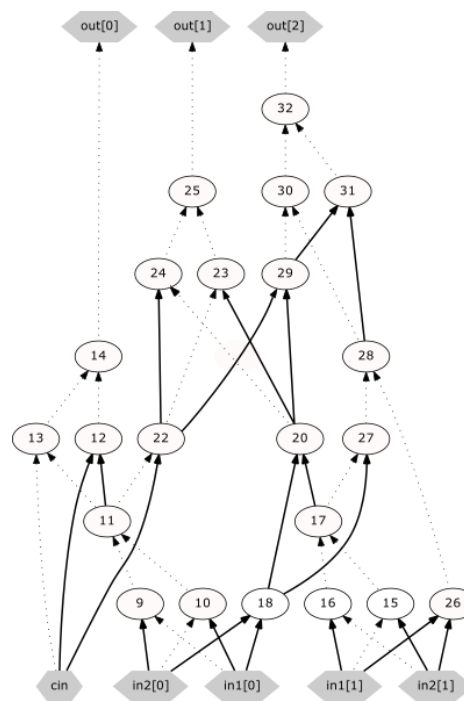 out[0] out[1] out[2]
32
25 30 31
24 23 29
14 28
13 12 22 20 27
11 17
9 10 18 16 15 26
cin in2[0] in1[0] in1[1] in2[1]